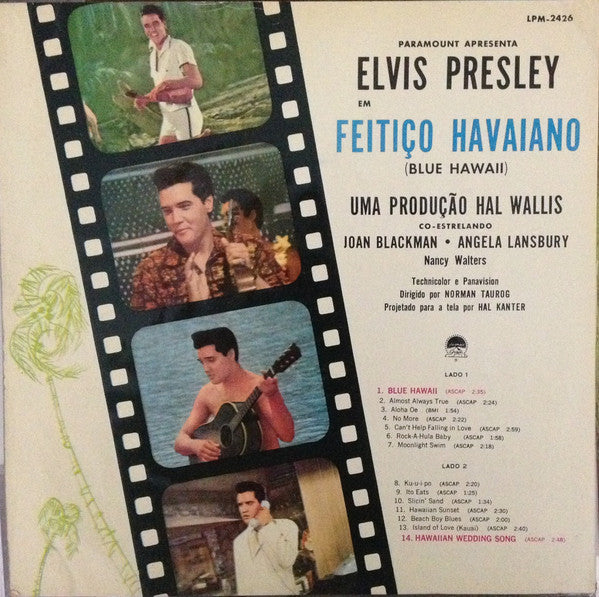 LPM-2426
PARAMOUNT APRESENTA
ELVIS PRESLEY
EM
FEITIÇO HAVAIANO
(BLUE HAWAII)
UMA PRODUÇÃO HAL WALLIS
CO-ESTRELANDO
JOAN BLACKMAN • ANGELA LANSBURY
Nancy Walters
Technicolor e Panavision
Dirigido por NORMAN TAUROG
Projetado para a tela por HAL KANTER
LADO 1
1. BLUE HAWAII (ASCAP 2:35)
2. Almost Always True (ASCAP 2:24)
3. Aloha Oe (BMI 1:54)
4. No More (ASCAP 2:22)
5. Can't Help Falling in Love (ASCAP 2:59)
6. Rock-A-Hula Baby (ASCAP 1:58)
7. Moonlight Swim (ASCAP 2:18)
LADO 2
8. Ku-u-i-po (ASCAP 2:20)
9. Ito Eats (ASCAP 1:25)
10. Slicin' Sand (ASCAP 1:34)
11. Hawaiian Sunset (ASCAP 2:30)
12. Beach Boy Blues (ASCAP 2:00)
13. Island of Love (Kauai) (ASCAP 2:40)
14. HAWAIIAN WEDDING SONG (ASCAP 2:48)